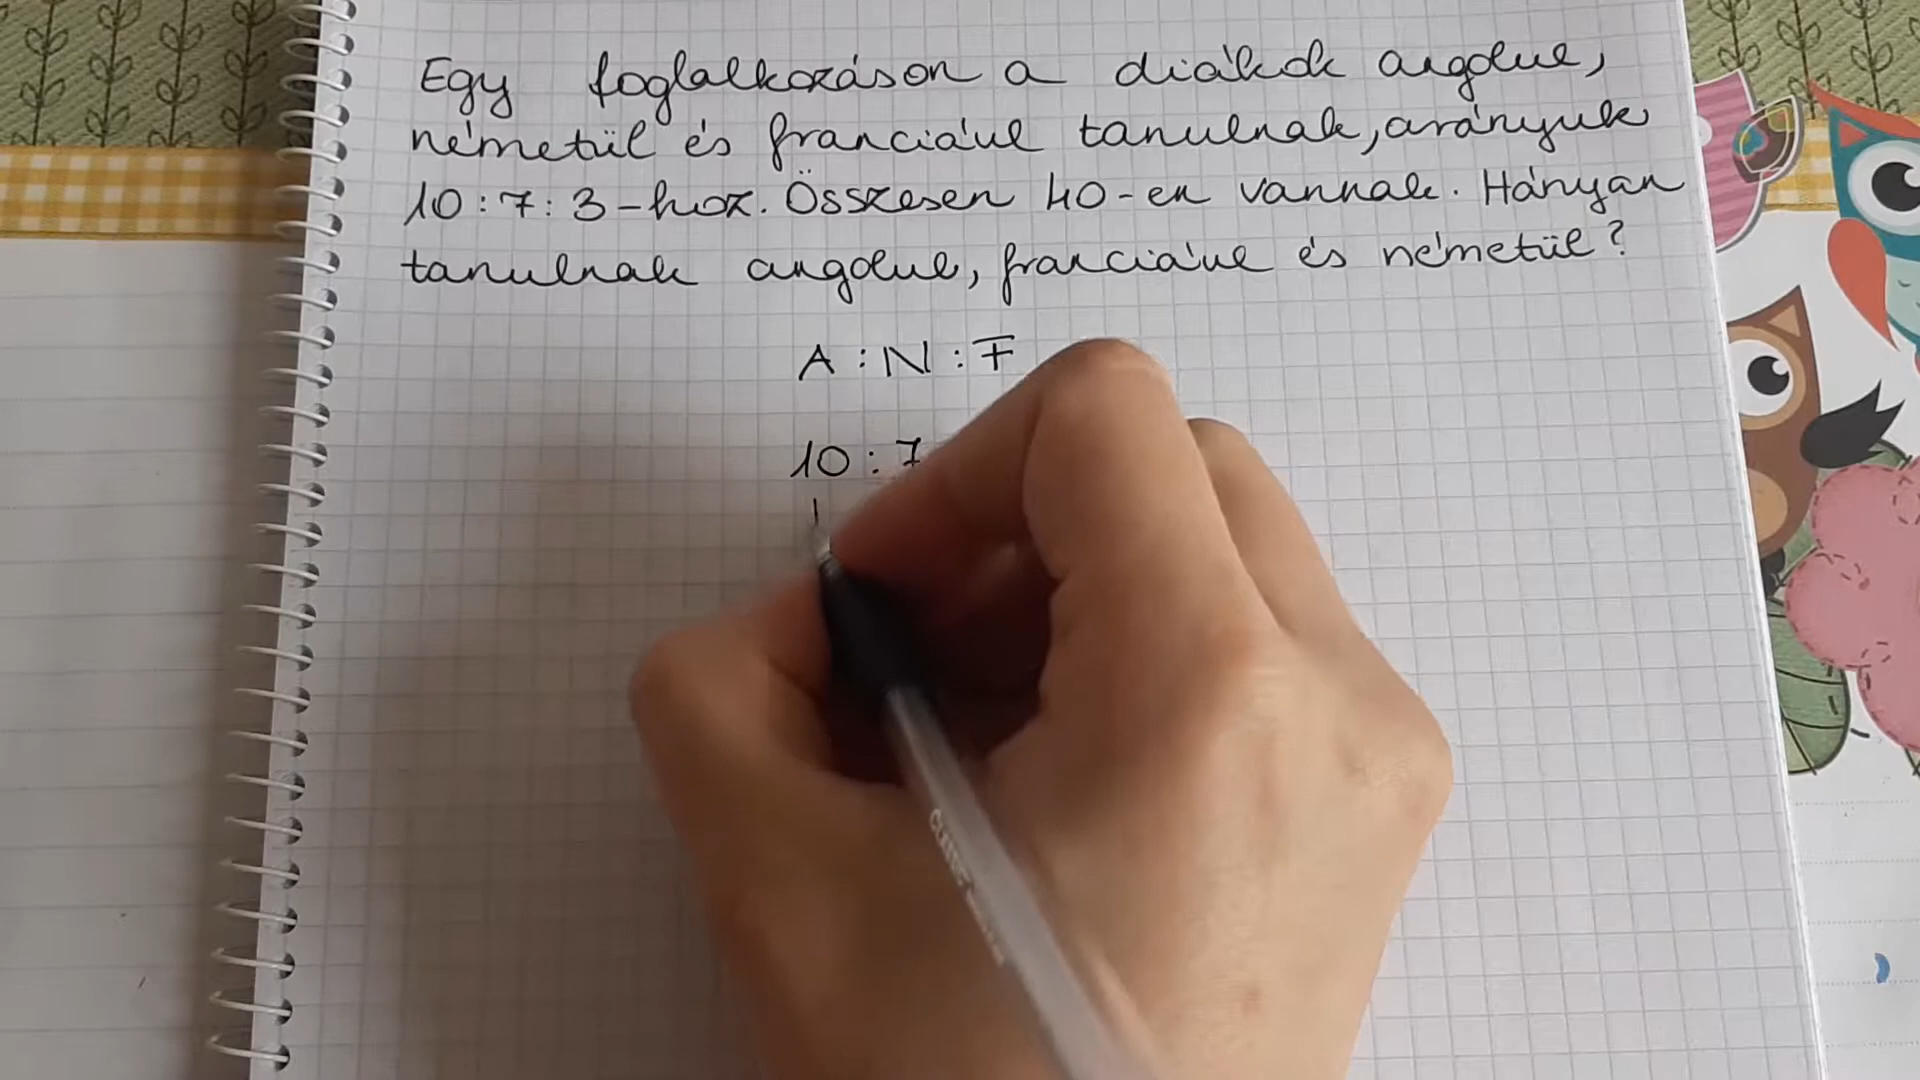 Egy foglalkozáson a diákok angolul,
németül és franciául tanulnak, arányuk
10:7:3-hoz. Összesen 40-en vannak. Hányan
tanulnak angolul, franciául és németül?
A : N : F
10 : 7